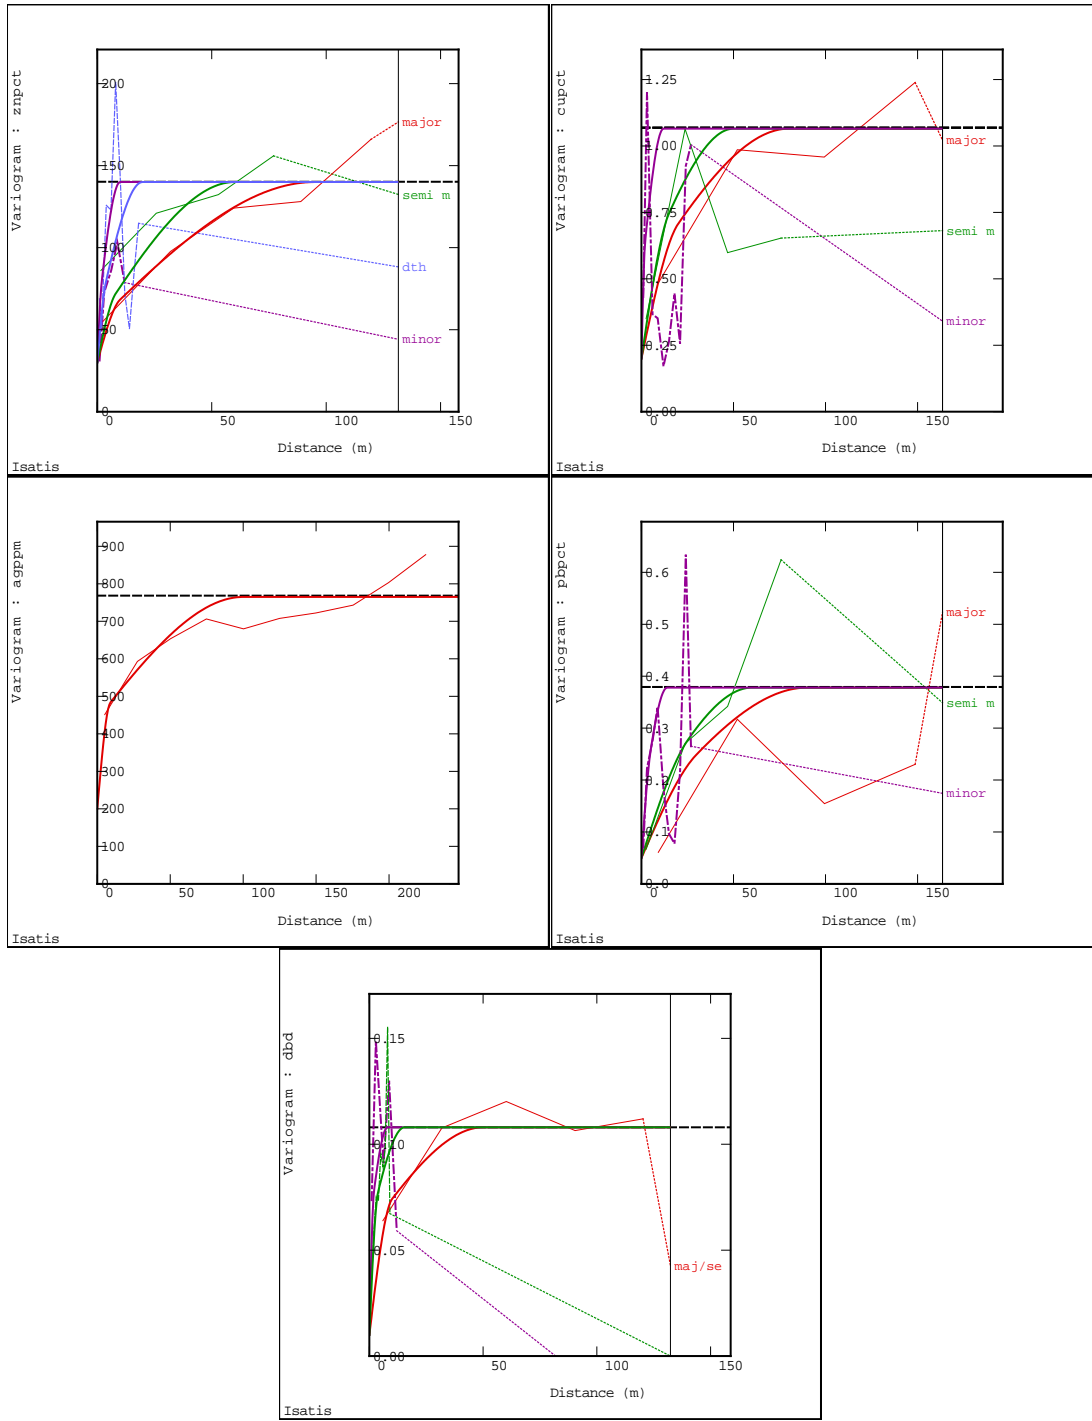 Variogram : znpct
200
150
100
50
0
0 50 100 150
major
semi m
dth
minor
Distance (m)
Isatis
Variogram : cupct
1.25
1.00
0.75
0.50
0.25
0.00
0 50 100 150
major
semi m
minor
Distance (m)
Isatis
Variogram : agppm
900
800
700
600
500
400
300
200
100
0
0 50 100 150 200
Distance (m)
Isatis
Variogram : pbpct
0.6
0.5
0.4
0.3
0.2
0.1
0.0
0 50 100 150
major
semi m
minor
Distance (m)
Isatis
Variogram : dbd
0.15
0.10
0.05
0.00
0 50 100 150
maj/se
Distance (m)
Isatis